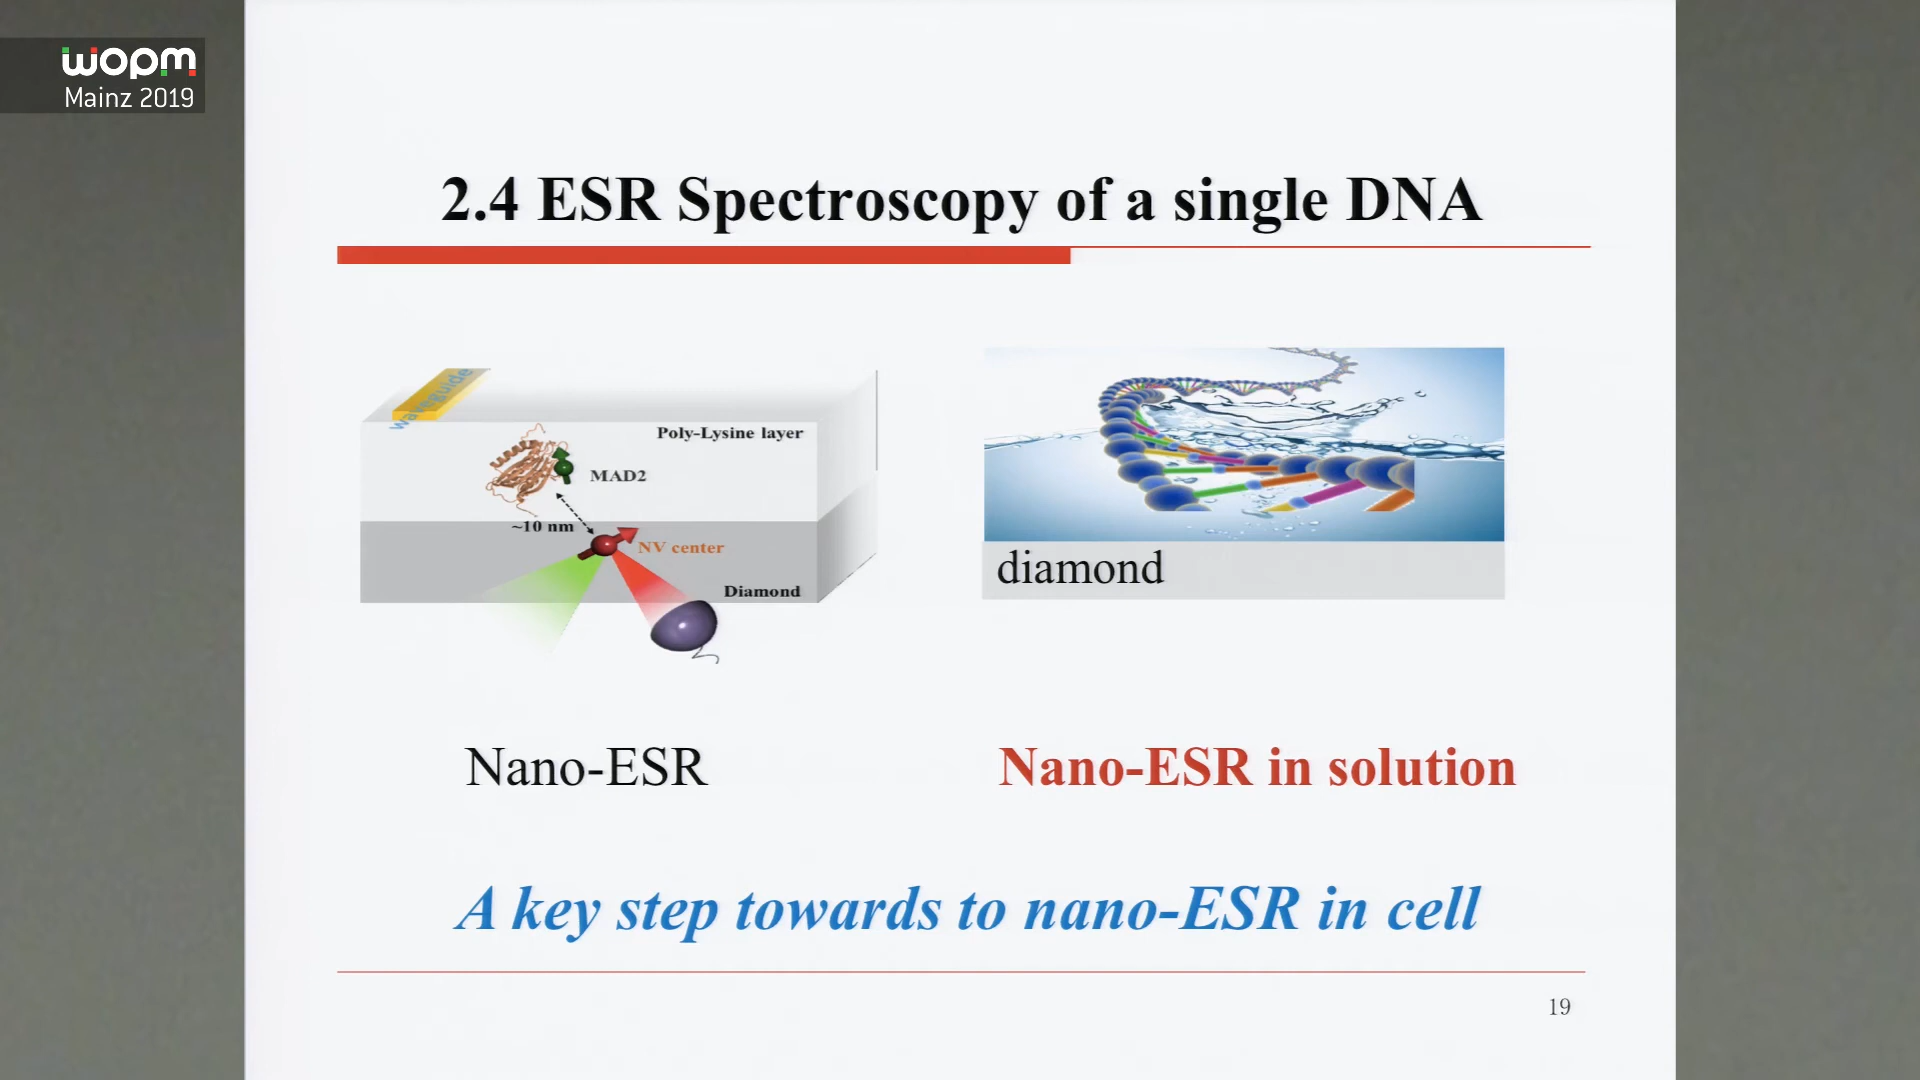 wopm
Mainz 2019
2.4 ESR Spectroscopy of a single DNA
waveguide
Poly-Lysine layer
MAD2
~10 nm
NV center
Diamond
diamond
Nano-ESR
Nano-ESR in solution
A key step towards to nano-ESR in cell
19